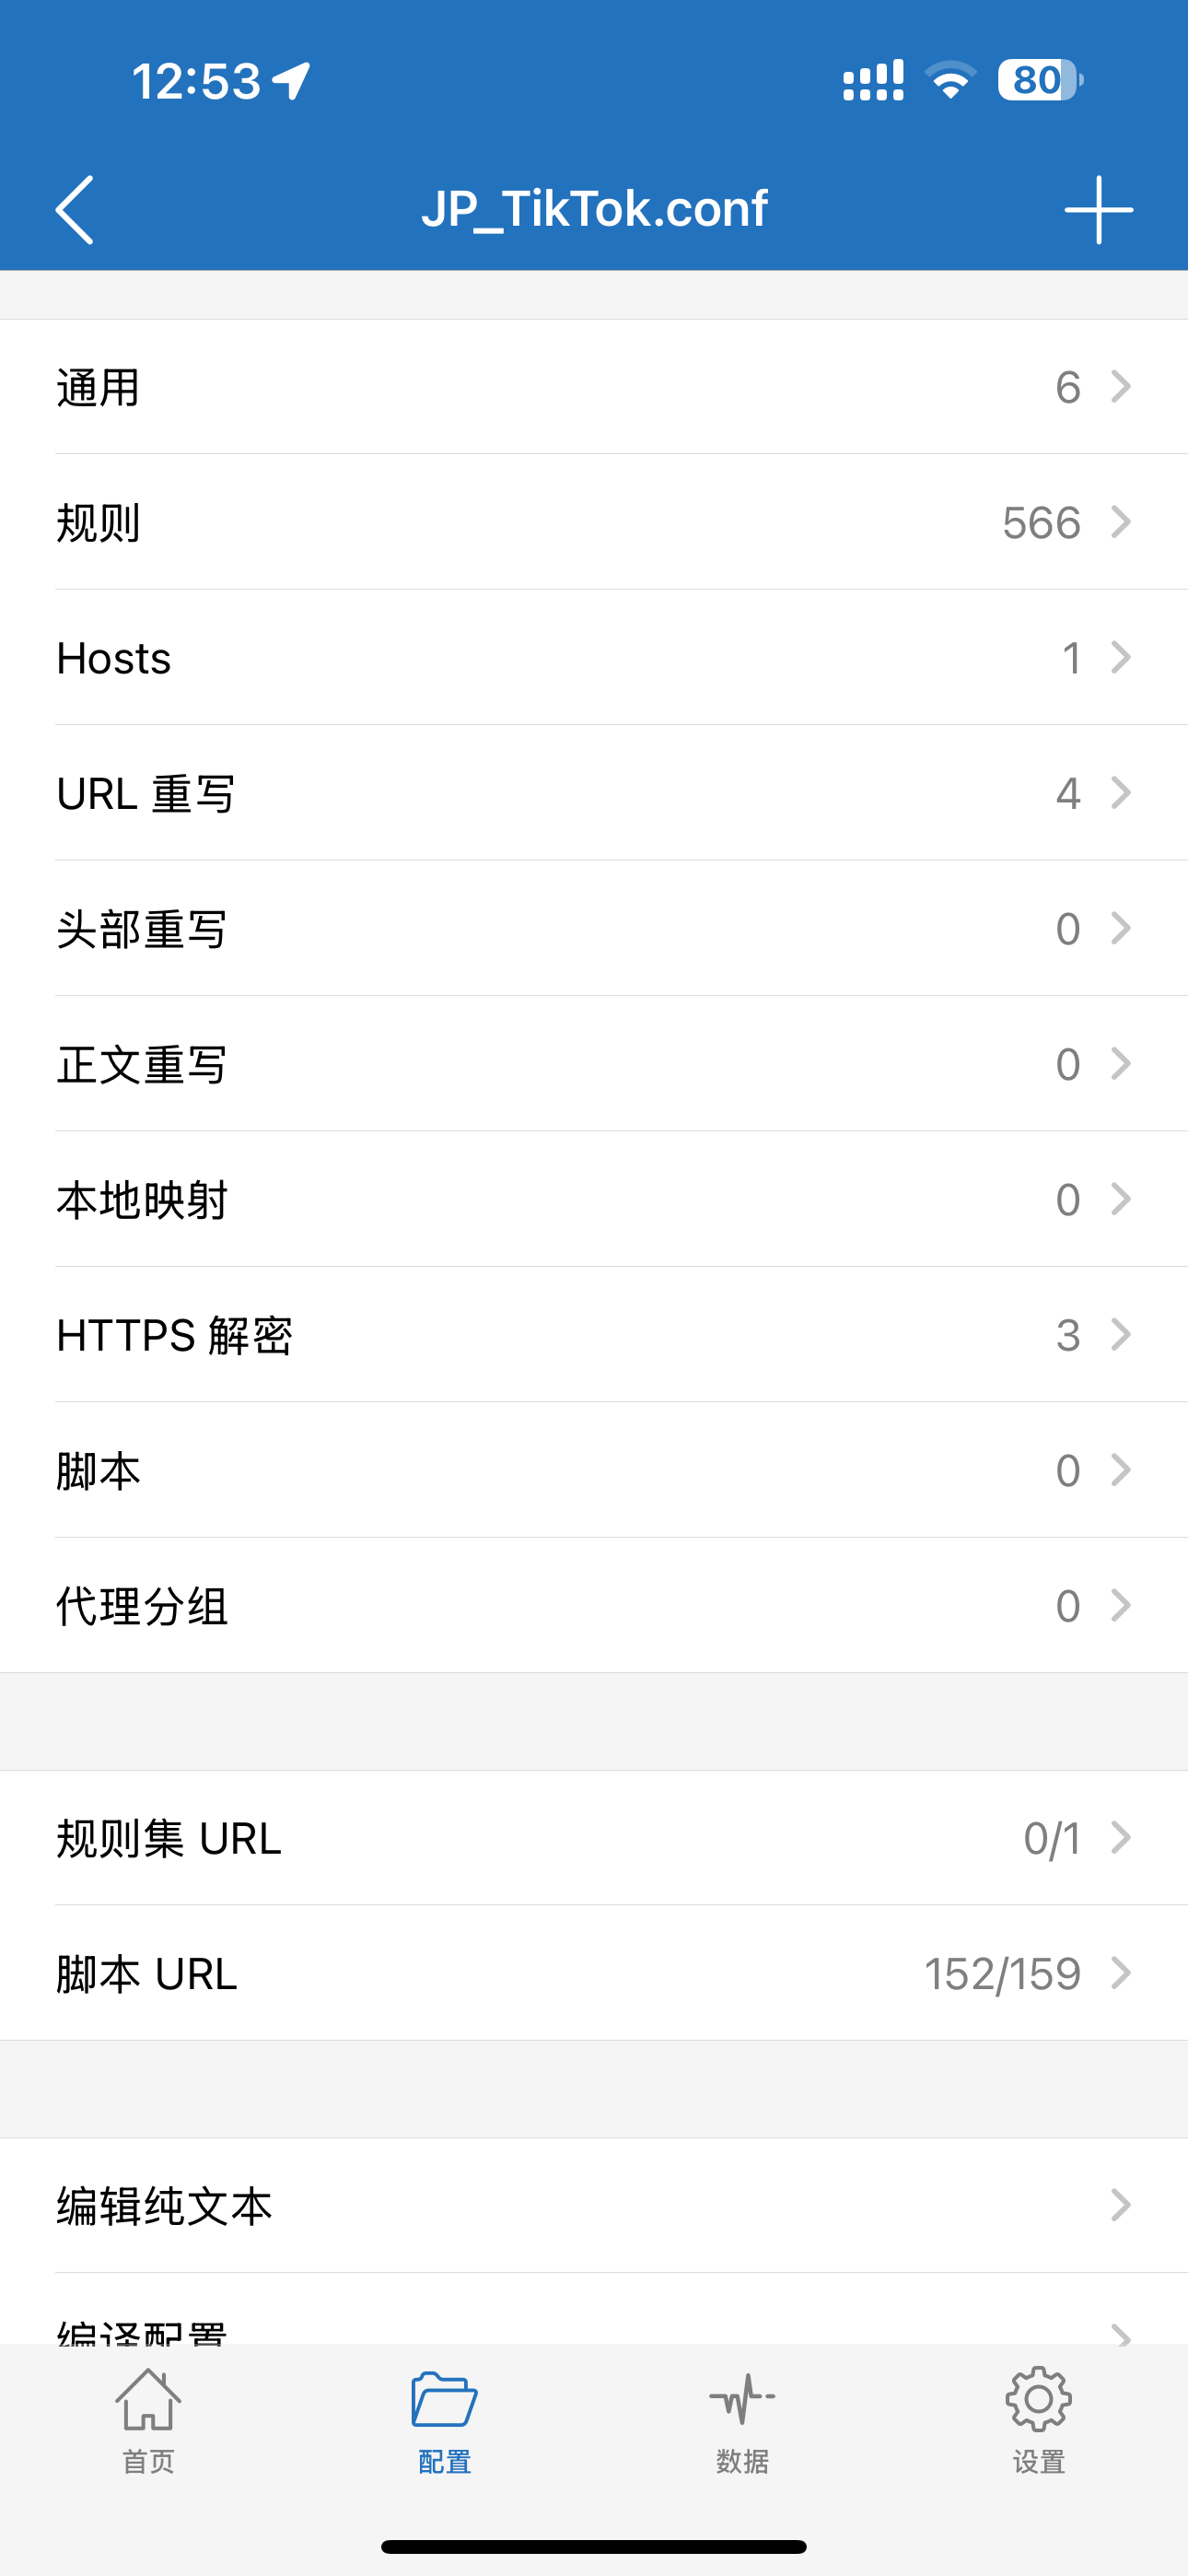 12:53
80
JP_TikTok.conf
通用 6
规则 566
Hosts 1
URL 重写 4
头部重写 0
正文重写 0
本地映射 0
HTTPS 解密 3
脚本 0
代理分组 0
规则集 URL 0/1
脚本 URL 152/159
编辑纯文本
编译配置
首页 配置 数据 设置